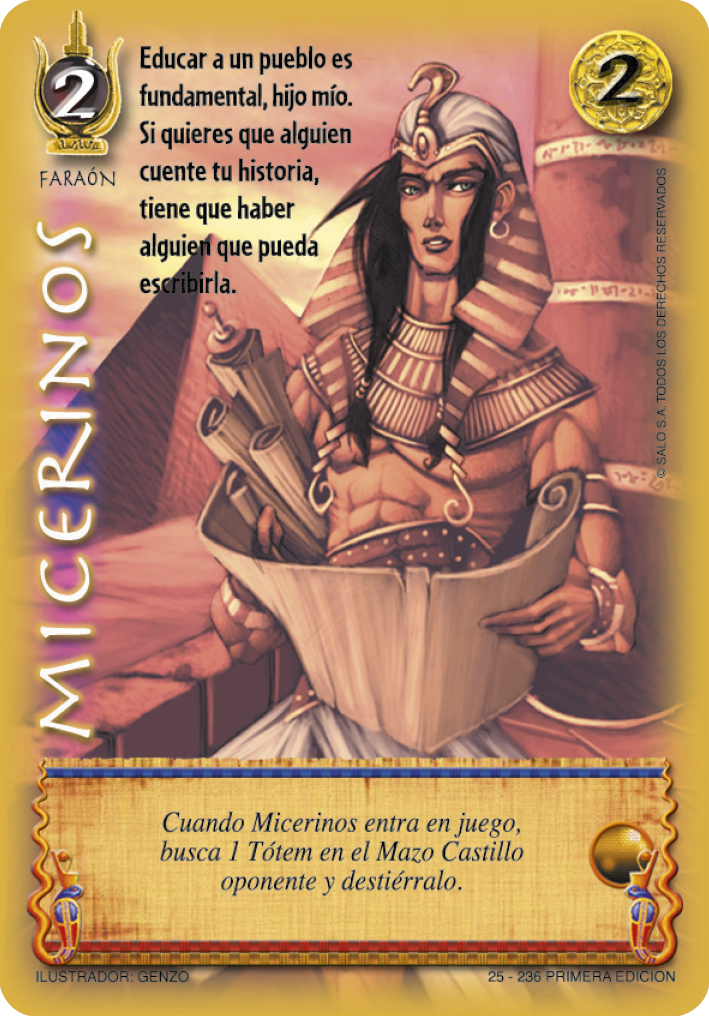 2
FARAÓN
Educar a un pueblo es
fundamental, hijo mío.
Si quieres que alguien
cuente tu historia,
tiene que haber
alguien que pueda
escribirla.
2
MICERINOS
© SALO S.A. TODOS LOS DERECHOS RESERVADOS
Cuando Micerinos entra en juego,
busca 1 Tótem en el Mazo Castillo
oponente y destiérralo.
ILUSTRADOR: GENZO
25 - 236 PRIMERA EDICION